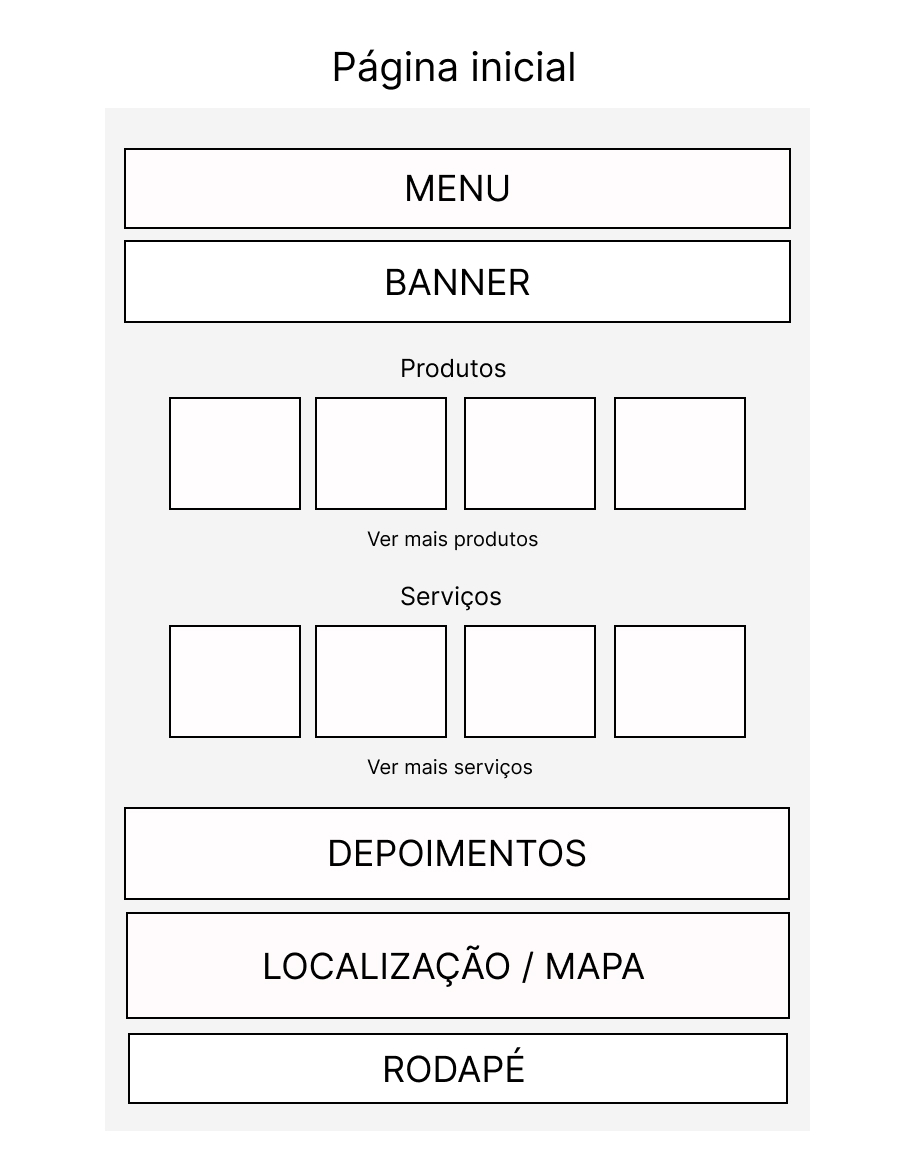 Página inicial
MENU
BANNER
Produtos
Ver mais produtos
Serviços
Ver mais serviços
DEPOIMENTOS
LOCALIZAÇÃO / MAPA
RODAPÉ